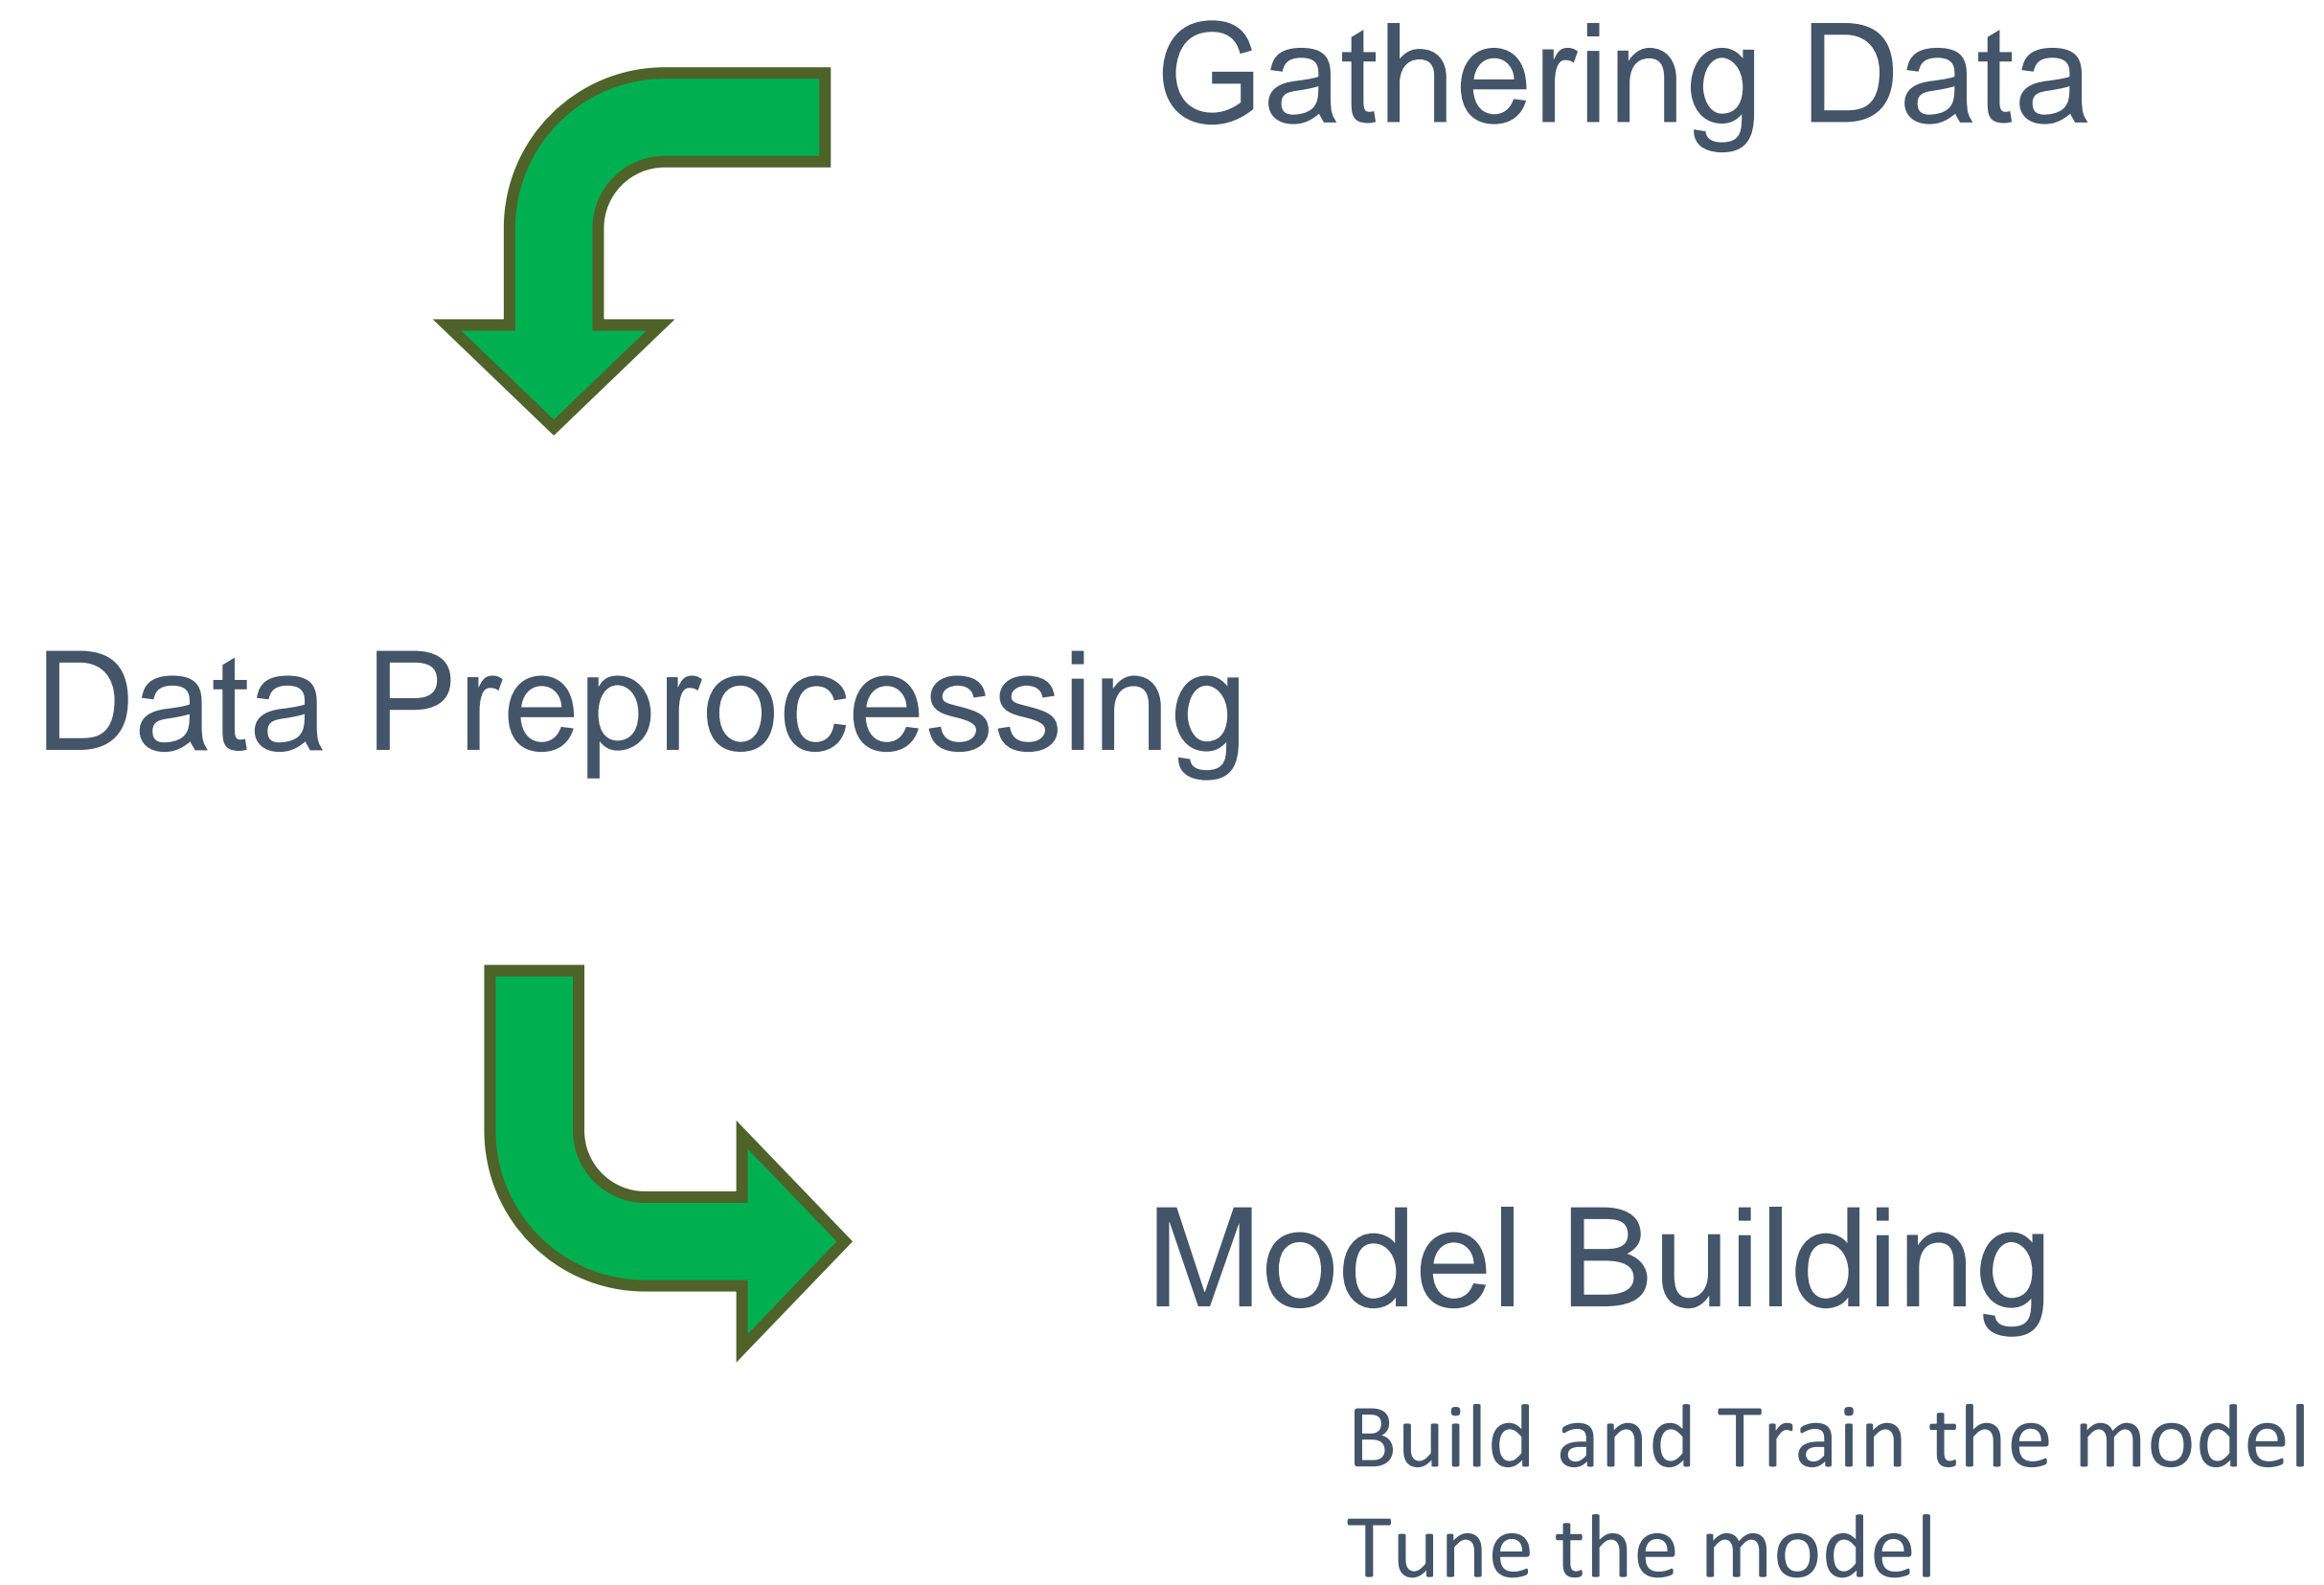 Gathering Data
Data Preprocessing
Model Building
Build and Train the model
Tune the model